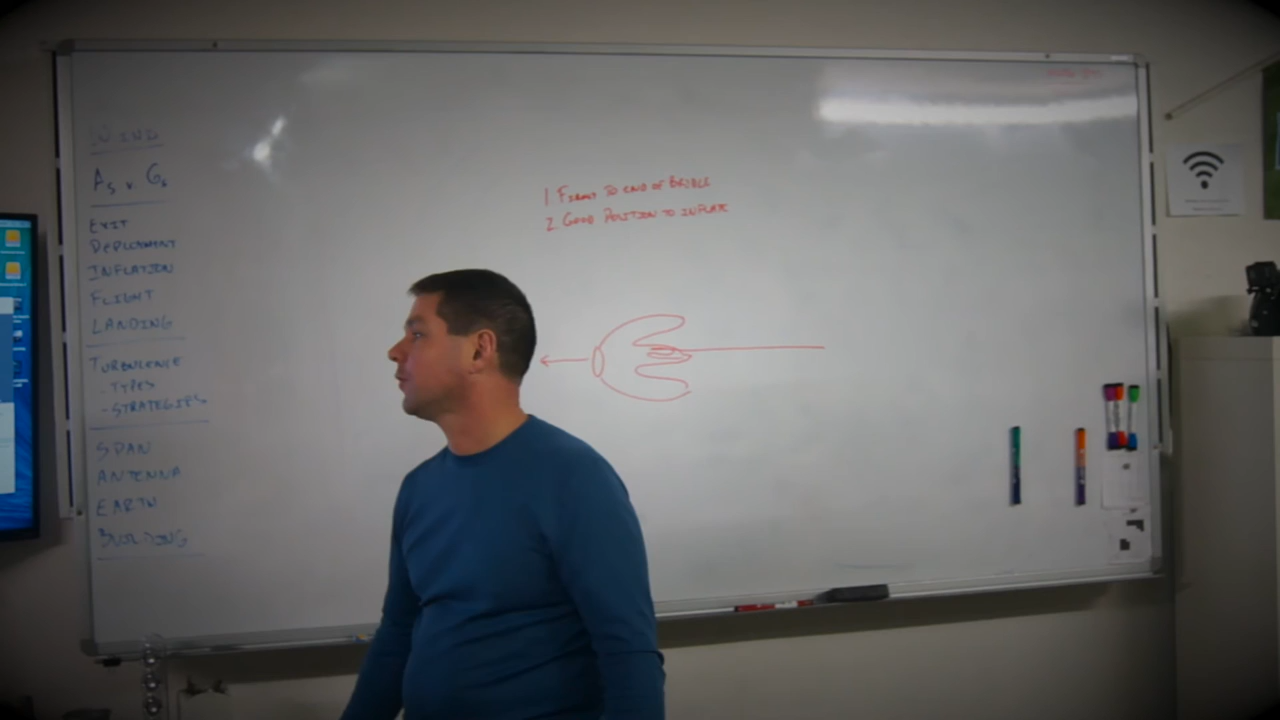 WIND
As v. Gs
EXIT
DEPLOYMENT
INFLATION
FLIGHT
LANDING
TURBULENCE
- TYPES
- STRATEGIES
SPAN
ANTENNA
EARTH
BUILDING
1. FIRST TO END OF BRIDLE
2. GOOD POSITION TO INFLATE